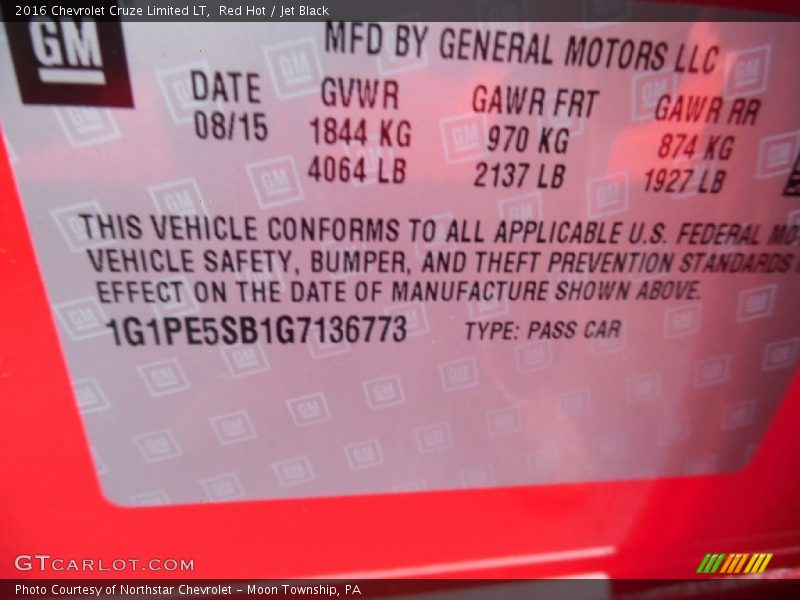 2016 Chevrolet Cruze Limited LT, Red Hot / Jet Black
GM
MFD BY GENERAL MOTORS LLC
DATE GVWR GAWR FRT GAWR RR
08/15 1844 KG 970 KG 874 KG
4064 LB 2137 LB 1927 LB
THIS VEHICLE CONFORMS TO ALL APPLICABLE U.S. FEDERAL MO
VEHICLE SAFETY, BUMPER, AND THEFT PREVENTION STANDARDS
EFFECT ON THE DATE OF MANUFACTURE SHOWN ABOVE.
1G1PE5SB1G7136773 TYPE: PASS CAR
GTCARLOT.COM
Photo Courtesy of Northstar Chevrolet – Moon Township, PA